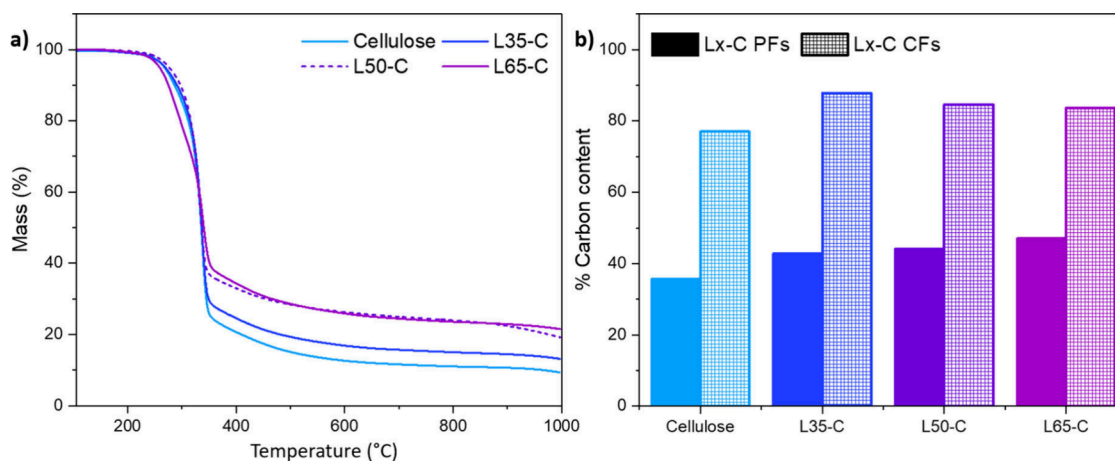 a)
Cellulose L35-C
L50-C L65-C
100
80
60
40
20
0
Mass (%)
200 400 600 800 1000
Temperature (°C)
b)
Lx-C PFs Lx-C CFs
100
80
60
40
20
0
% Carbon content
Cellulose L35-C L50-C L65-C